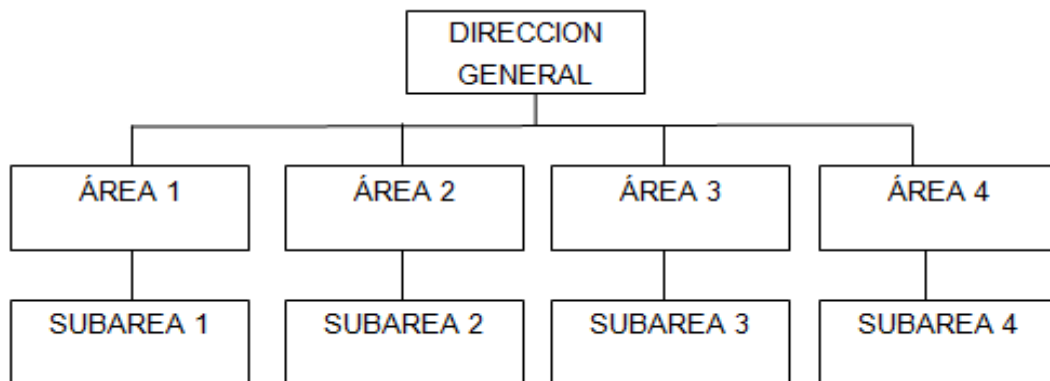 DIRECCION
GENERAL
ÁREA 1
ÁREA 2
ÁREA 3
ÁREA 4
SUBAREA 1
SUBAREA 2
SUBAREA 3
SUBAREA 4